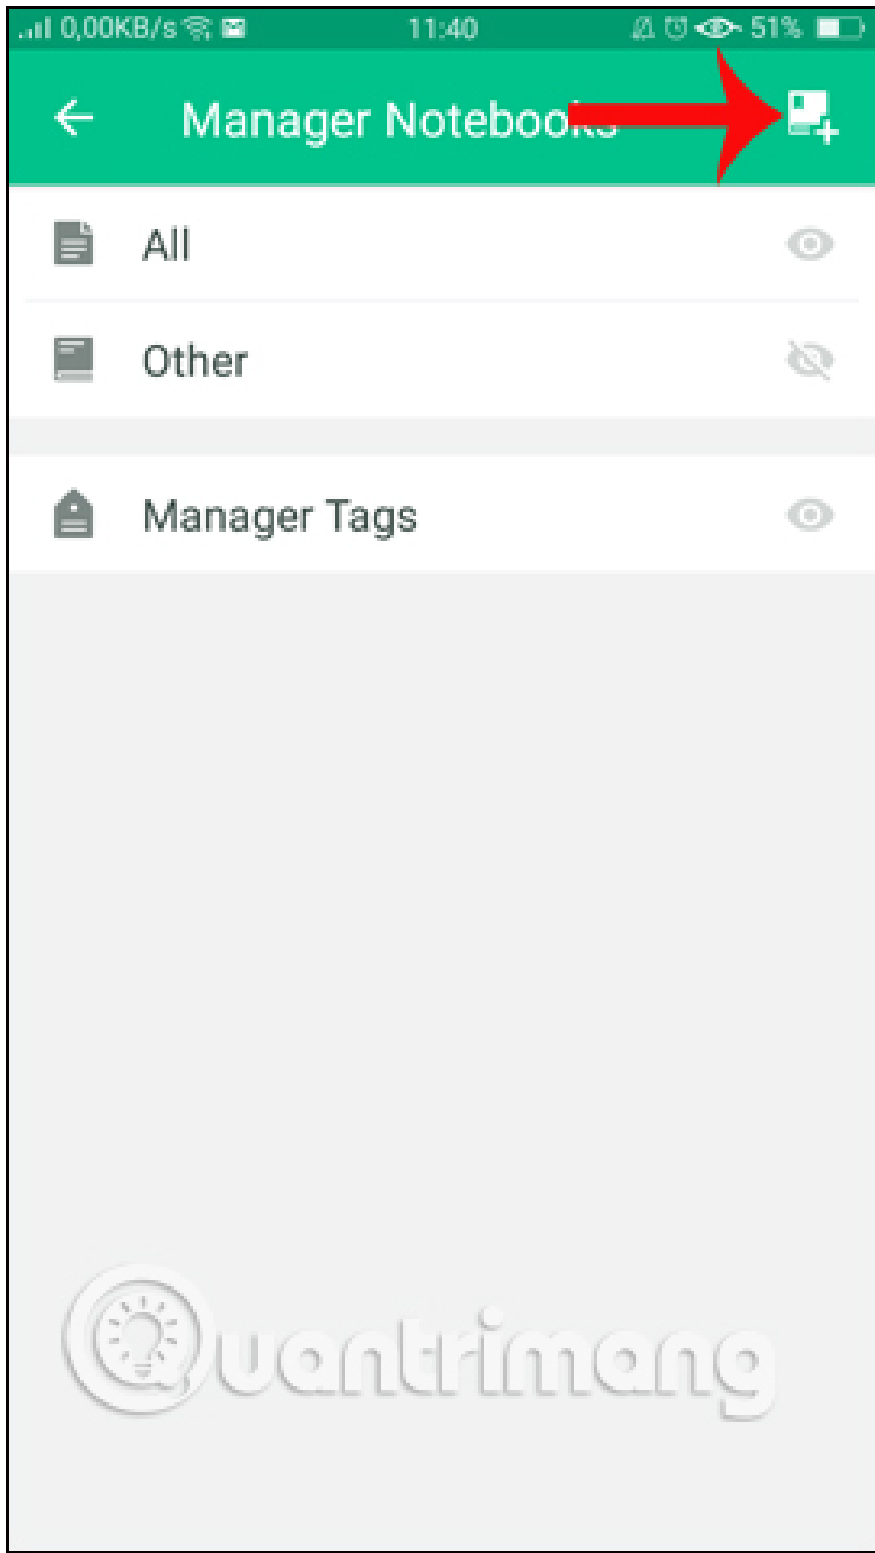 0,00KB/s 11:40 51%
Manager Notebooks
All
Other
Manager Tags
Quantrimang